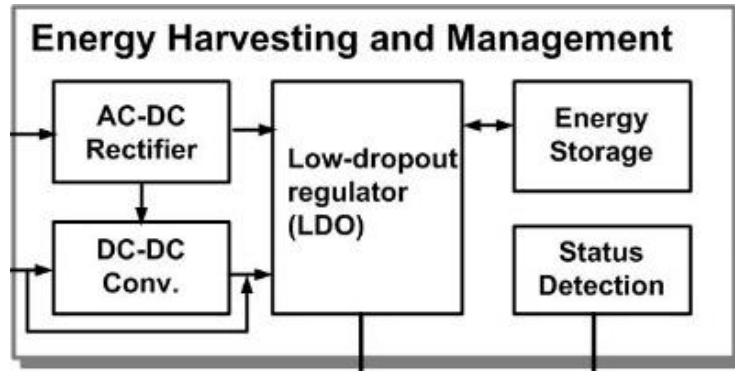 Energy Harvesting and Management
AC-DC
Rectifier
Low-dropout
regulator
(LDO)
Energy
Storage
DC-DC
Conv.
Status
Detection